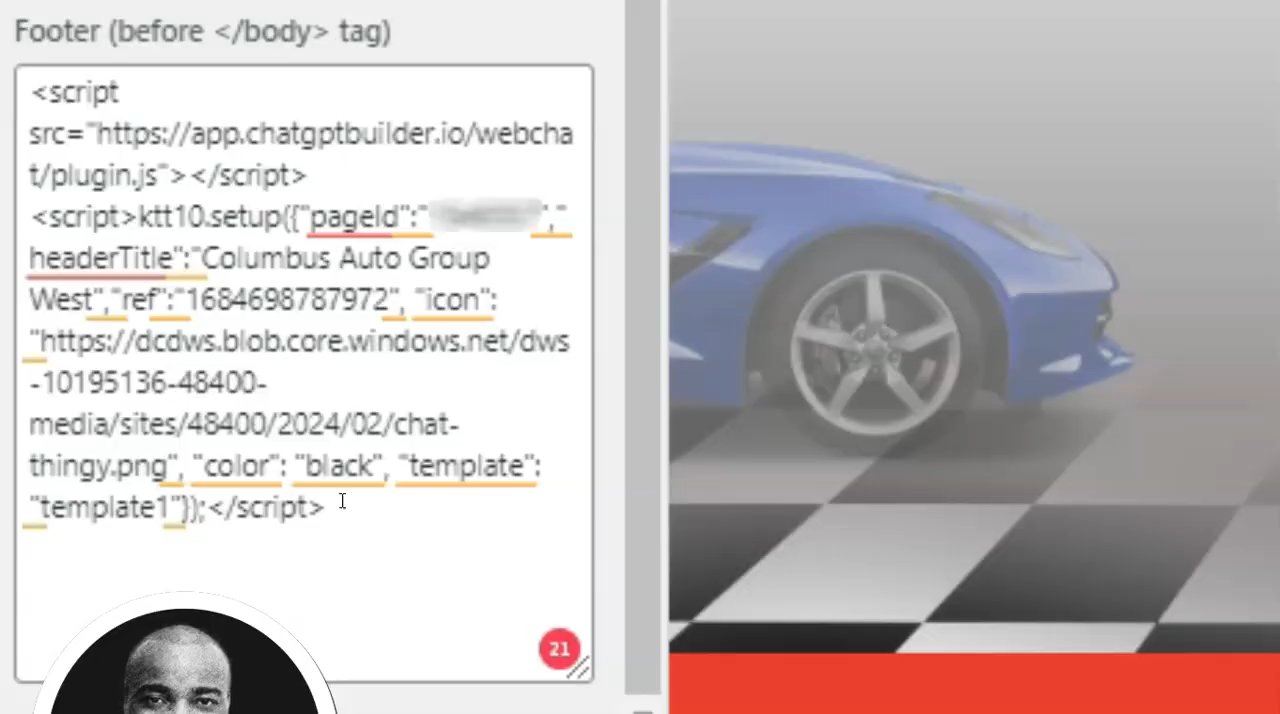 Footer (before </body> tag)
<script
src="https://app.chatgptbuilder.io/webcha
t/plugin.js"></script>
<script>ktt10.setup({"pageId":"","
headerTitle":"Columbus Auto Group
West","ref":"1684698787972", "icon":
"https://dcdws.blob.core.windows.net/dws
-10195136-48400-
media/sites/48400/2024/02/chat-
thingy.png", "color": "black", "template":
"template1"});</script>
21